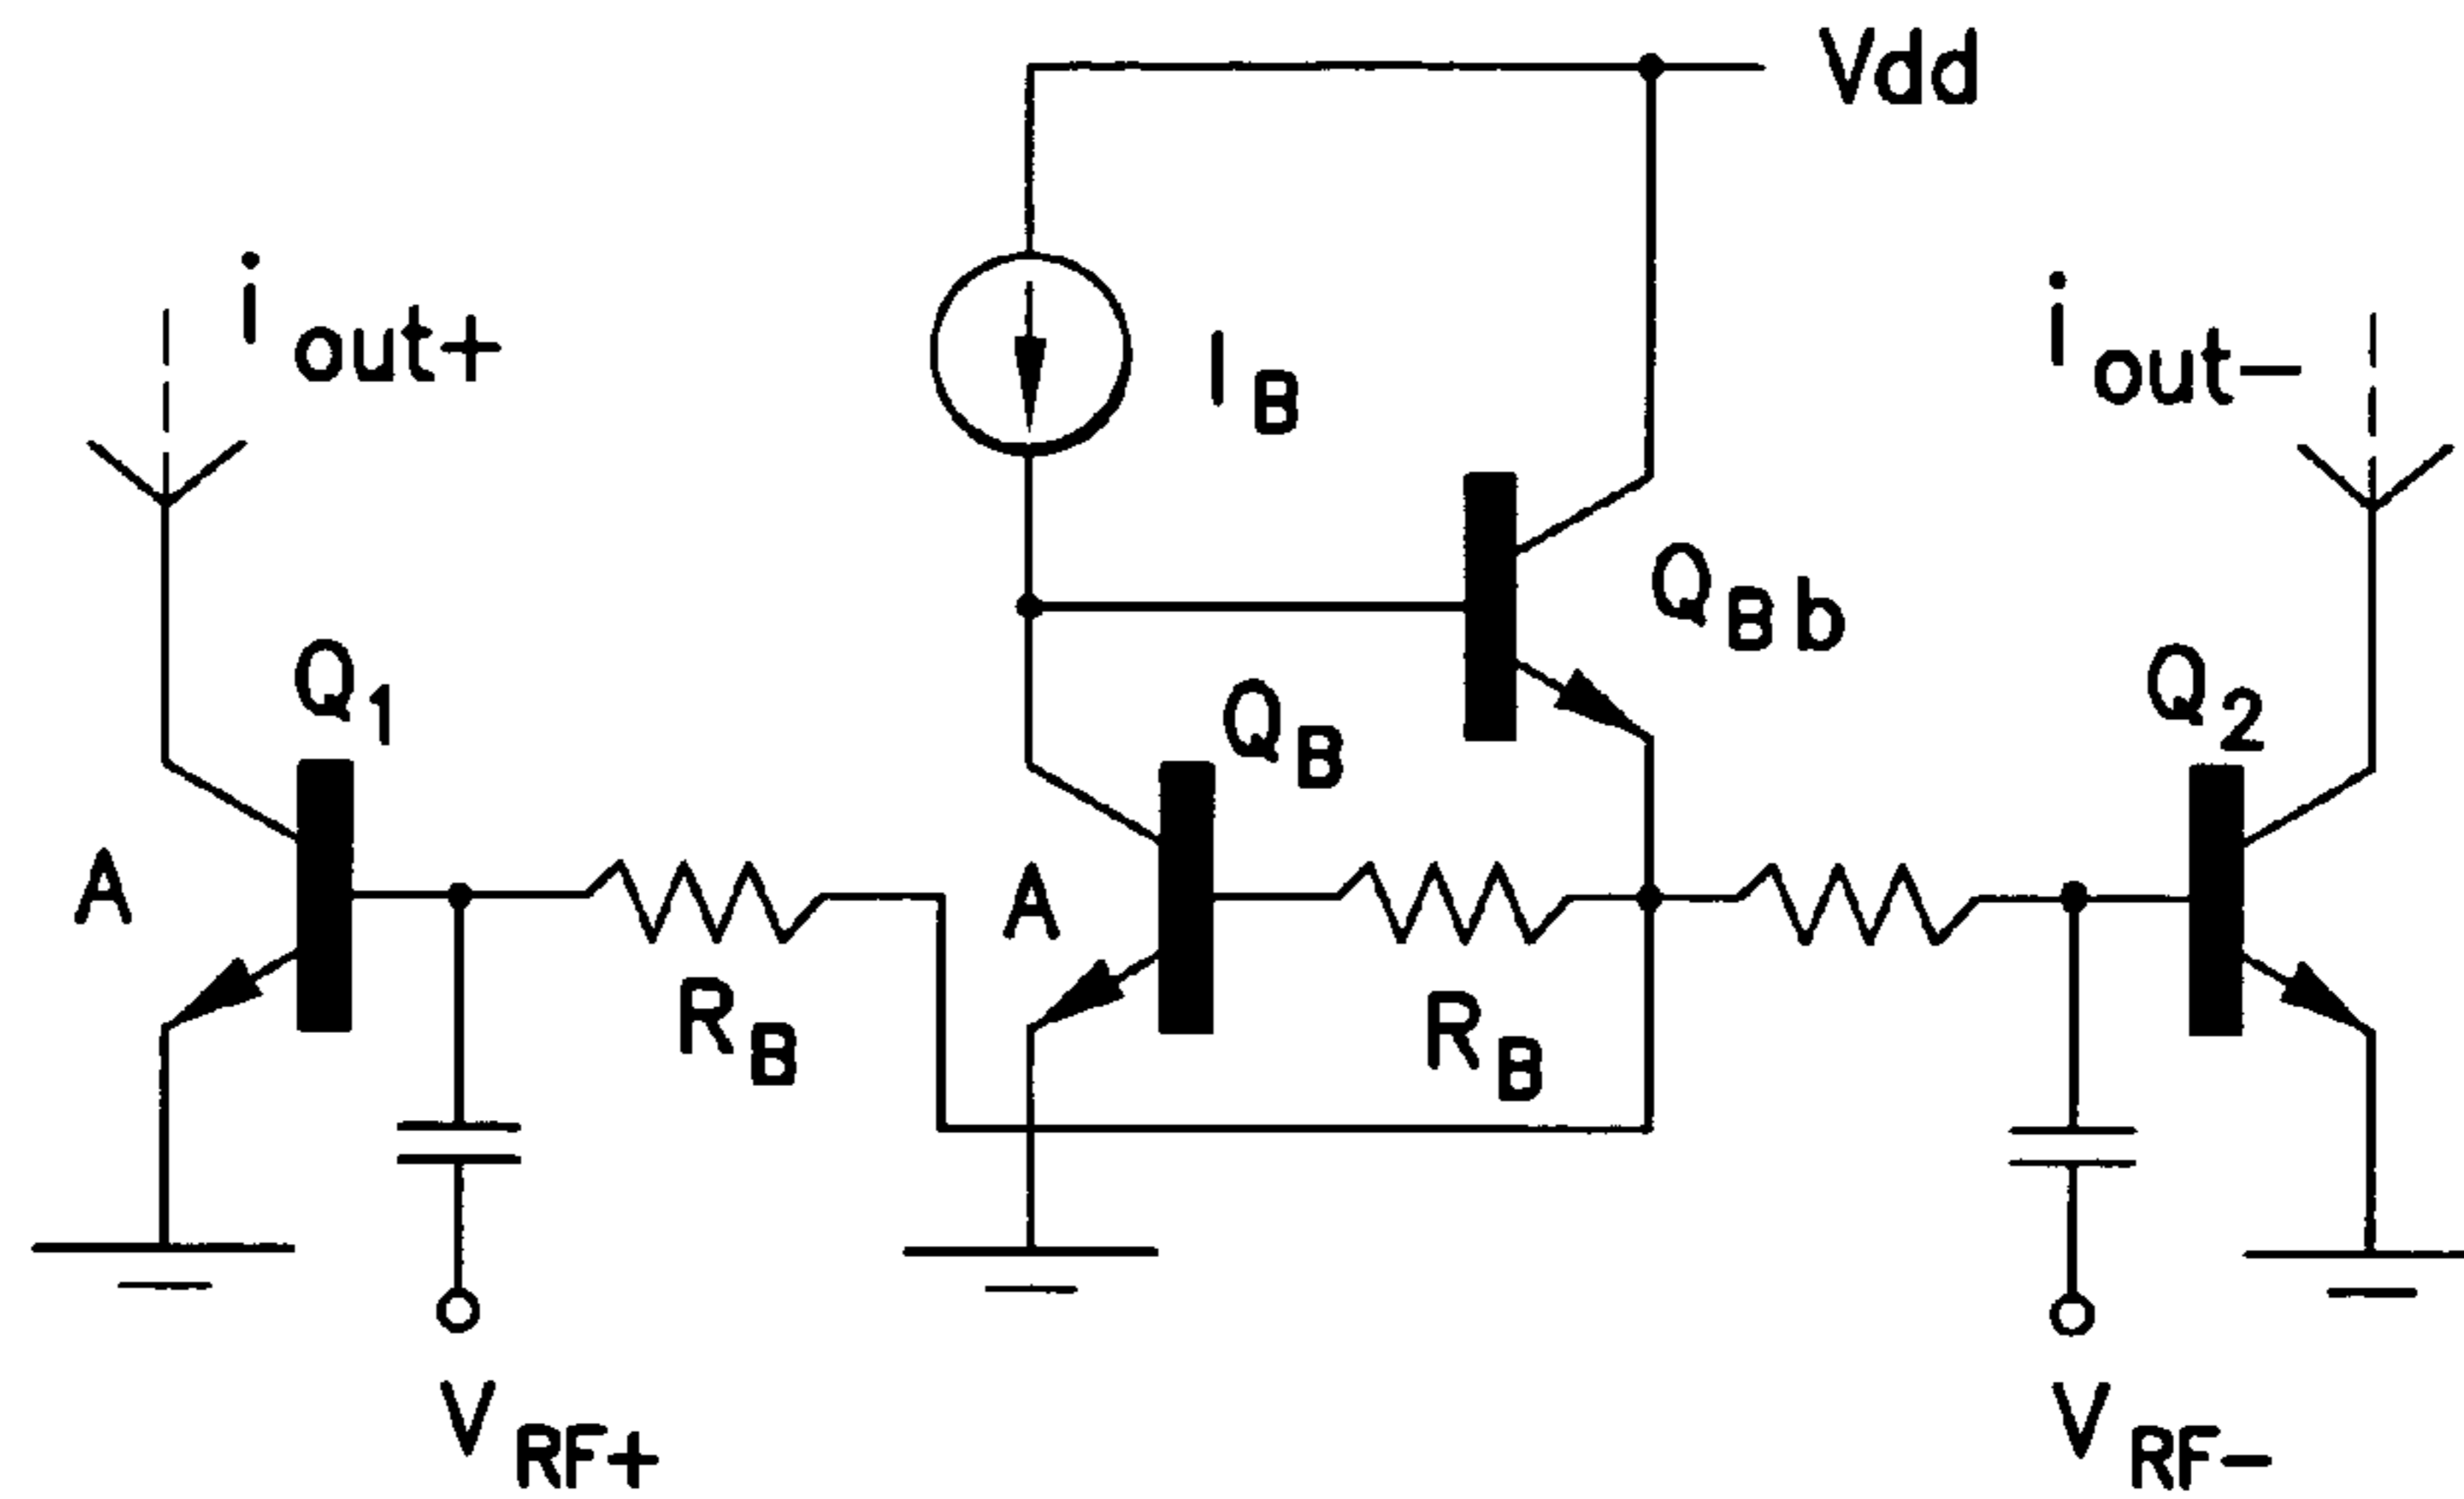 Vdd
i out+
I B
i out-
Q Bb
Q 1
Q B
Q 2
A
A
R B
R B
V RF+
V RF-